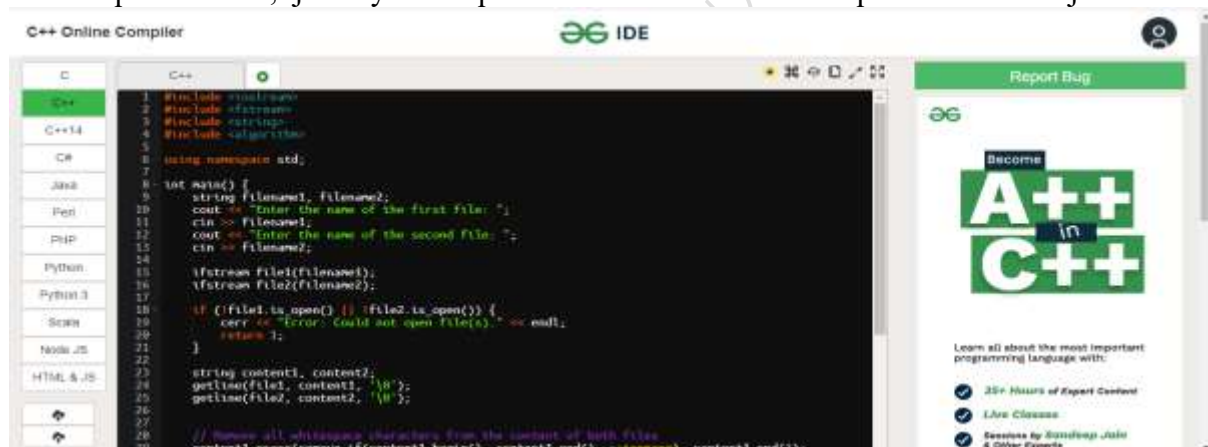 C++ Online Compiler
IDE
C
C++
C++14
C#
Java
Perl
PHP
Python
Python 3
Scala
Node JS
HTML & JS
C++
1 #include <iostream>
2 #include <fstream>
3 #include <string>
4 #include <algorithm>
5
6 using namespace std;
7
8 int main() {
9 string filename1, filename2;
10 cout << "Enter the name of the first file: ";
11 cin >> filename1;
12 cout << "Enter the name of the second file: ";
13 cin >> filename2;
14
15 ifstream file1(filename1);
16 ifstream file2(filename2);
17
18 if (!file1.is_open() || !file2.is_open()) {
19 cerr << "Error: Could not open file(s)." << endl;
20 return 1;
21 }
22
23 string content1, content2;
24 getline(file1, content1, '\0');
25 getline(file2, content2, '\0');
26
27
28 // Remove all whitespace characters from the content of both files
Report Bug
Become
A++
in
C++
Learn all about the most important
programming language with:
35+ Hours of Expert Content
Live Classes
Sessions by Sandeep Jain
& Other Experts